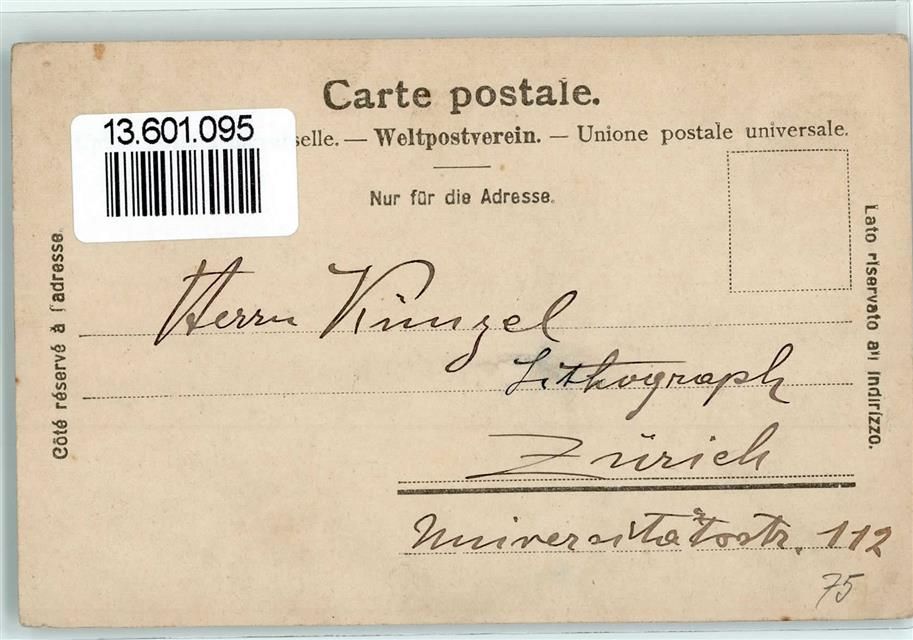 Carte postale.
13.601.095
selle. — Weltpostverein. — Unione postale universale.
Nur für die Adresse.
Côté réservé à l'adresse.
Lato riservato all' indirizzo.
Herrn Künzel
Lithograph
Zürich
Universitätsstr. 112
75